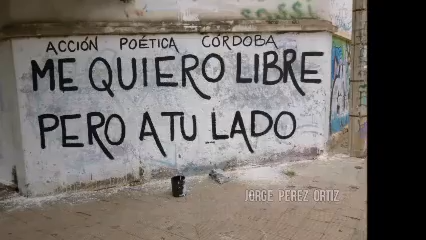 ACCIÓN POÉTICA CÓRDOBA
ME QUIERO LIBRE
PERO A TU LADO
JORGE PEREZ ORTIZ